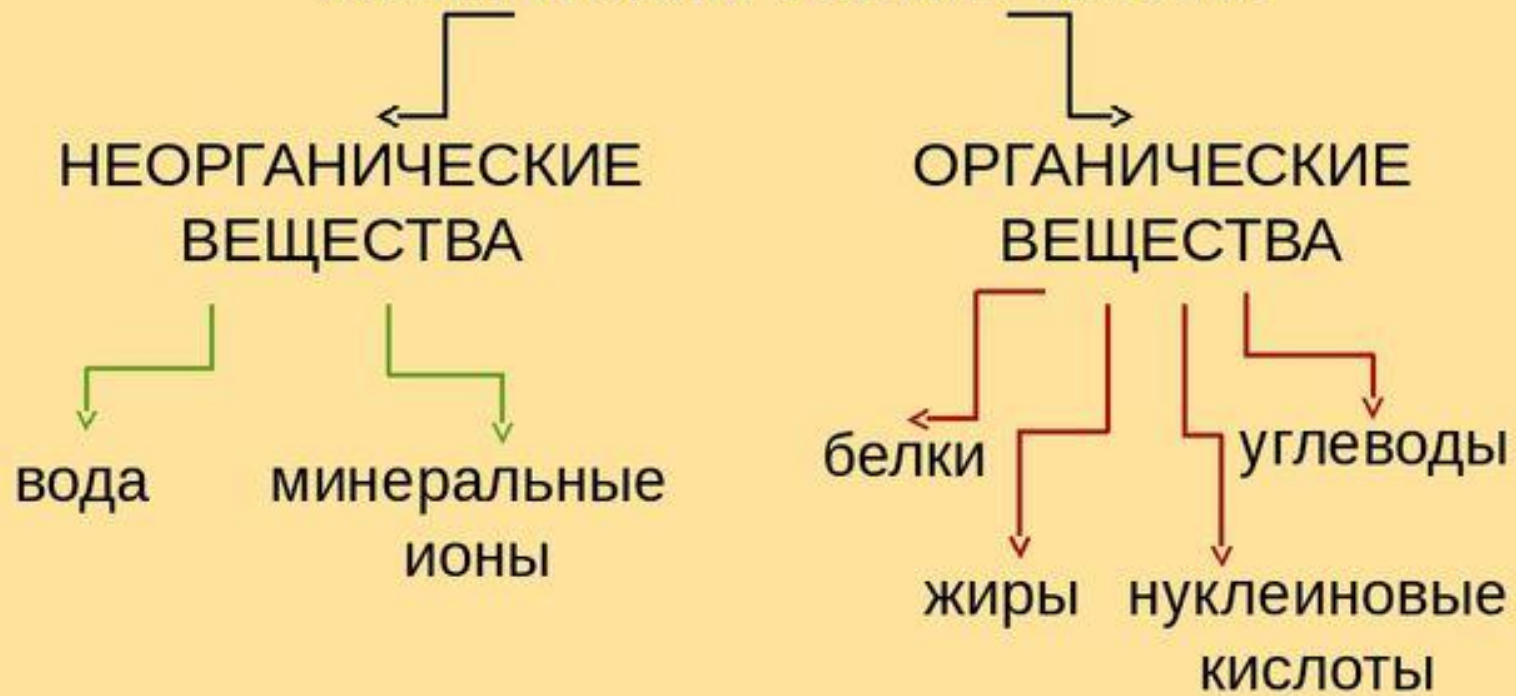 НЕОРГАНИЧЕСКИЕ
ВЕЩЕСТВА
ОРГАНИЧЕСКИЕ
ВЕЩЕСТВА
вода
минеральные
ионы
белки
углеводы
жиры
нуклеиновые
кислоты